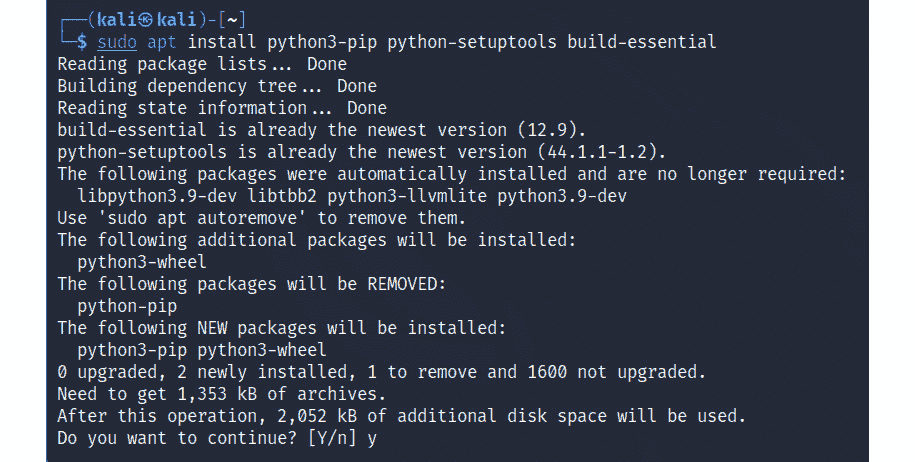 ┌──(kali㉿kali)-[~]
└─$ sudo apt install python3-pip python-setuptools build-essential
Reading package lists... Done
Building dependency tree... Done
Reading state information... Done
build-essential is already the newest version (12.9).
python-setuptools is already the newest version (44.1.1-1.2).
The following packages were automatically installed and are no longer required:
  libpython3.9-dev libtbb2 python3-llvmlite python3.9-dev
Use 'sudo apt autoremove' to remove them.
The following additional packages will be installed:
  python3-wheel
The following packages will be REMOVED:
  python-pip
The following NEW packages will be installed:
  python3-pip python3-wheel
0 upgraded, 2 newly installed, 1 to remove and 1600 not upgraded.
Need to get 1,353 kB of archives.
After this operation, 2,052 kB of additional disk space will be used.
Do you want to continue? [Y/n] y